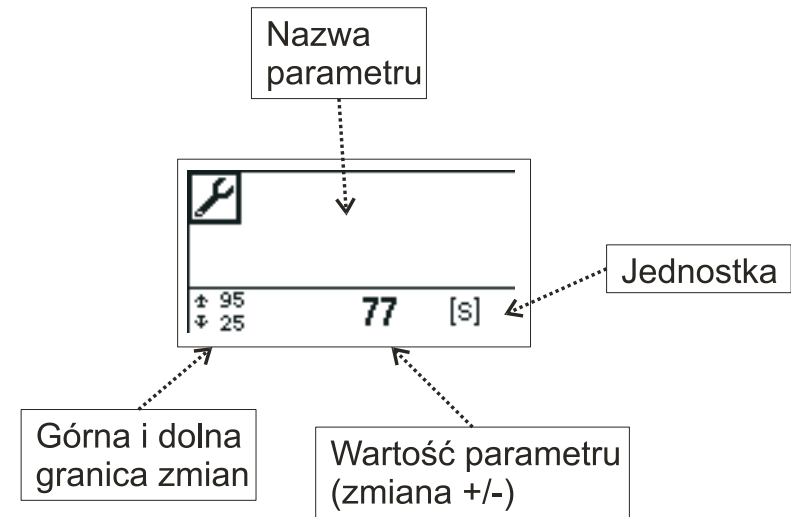 Nazwa
parametru
95
25
77
[s]
Jednostka
Górna i dolna
granica zmian
Wartość parametru
(zmiana +/-)